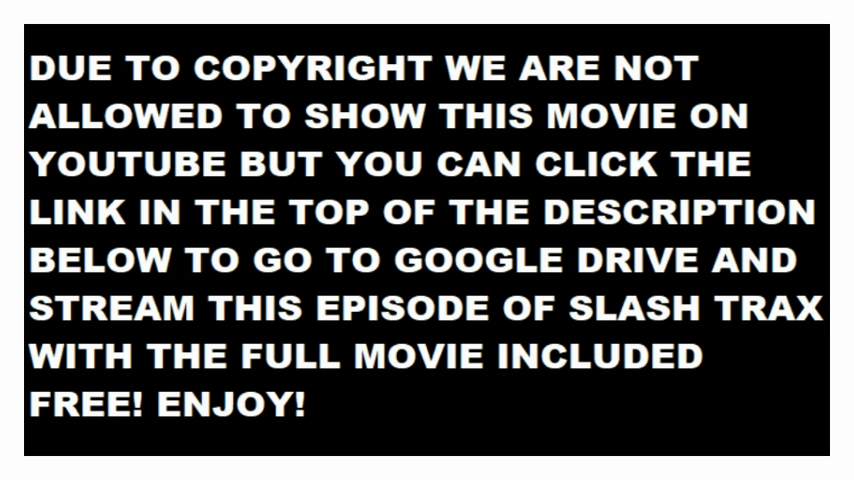 DUE TO COPYRIGHT WE ARE NOT
ALLOWED TO SHOW THIS MOVIE ON
YOUTUBE BUT YOU CAN CLICK THE
LINK IN THE TOP OF THE DESCRIPTION
BELOW TO GO TO GOOGLE DRIVE AND
STREAM THIS EPISODE OF SLASH TRAX
WITH THE FULL MOVIE INCLUDED
FREE! ENJOY!